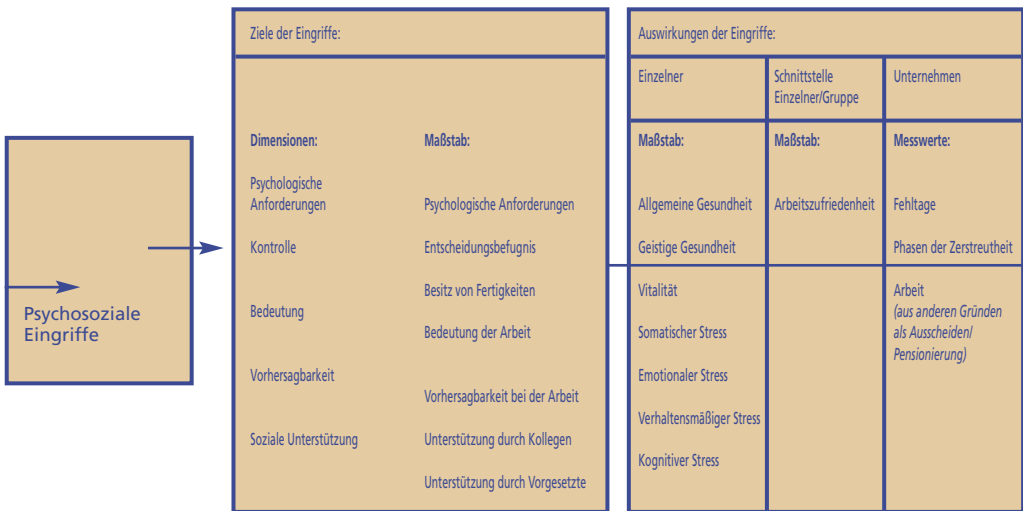 Psychosoziale
Eingriffe
Ziele der Eingriffe:
Dimensionen:
Maßstab:
Psychologische
Anforderungen
Psychologische Anforderungen
Kontrolle
Entscheidungsbefugnis
Besitz von Fertigkeiten
Bedeutung
Bedeutung der Arbeit
Vorhersagbarkeit
Vorhersagbarkeit bei der Arbeit
Soziale Unterstützung
Unterstützung durch Kollegen
Unterstützung durch Vorgesetzte
Auswirkungen der Eingriffe:
Einzelner
Maßstab:
Allgemeine Gesundheit
Geistige Gesundheit
Vitalität
Somatischer Stress
Emotionaler Stress
Verhaltensmäßiger Stress
Kognitiver Stress
Schnittstelle
Einzelner/Gruppe
Maßstab:
Arbeitszufriedenheit
Unternehmen
Messwerte:
Fehltage
Phasen der Zerstreutheit
Arbeit
(aus anderen Gründen
als Ausscheiden/
Pensionierung)